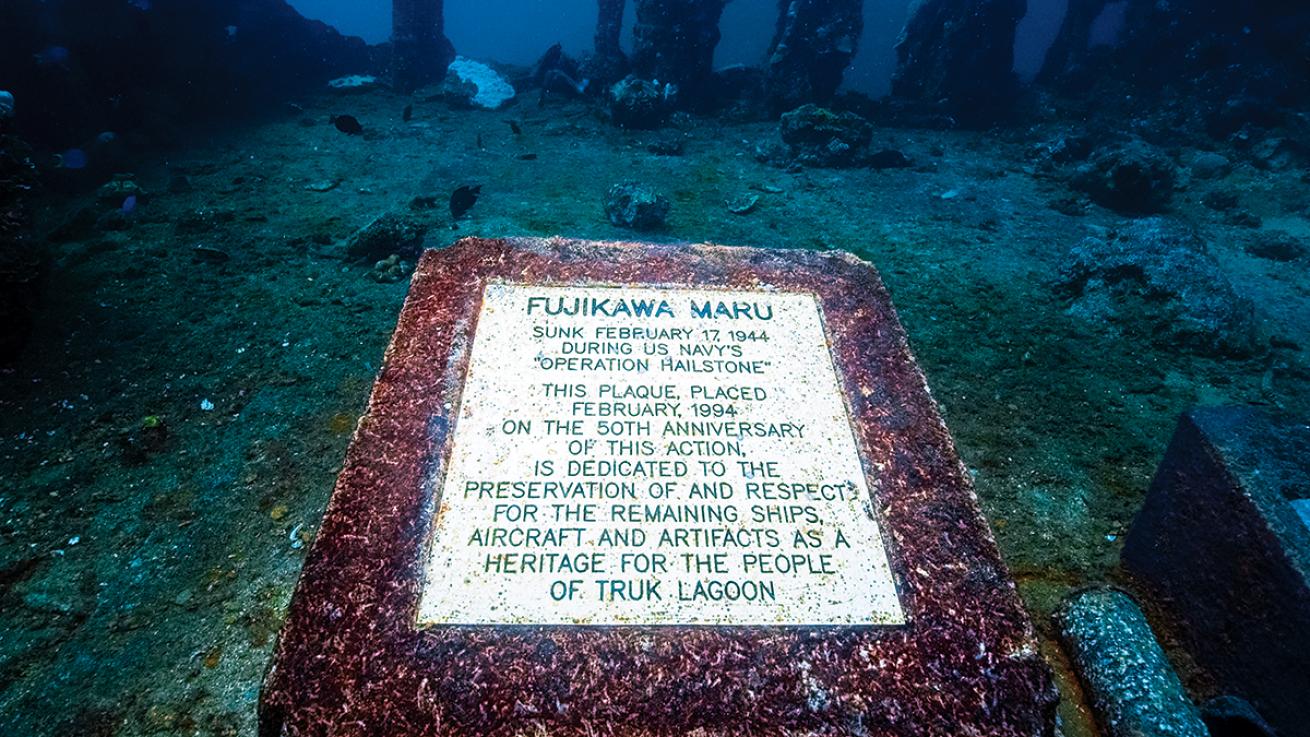 FUJIKAWA MARU
SUNK FEBRUARY 17, 1944
DURING US NAVY'S
"OPERATION HAILSTONE"
THIS PLAQUE, PLACED
FEBRUARY, 1994
ON THE 50TH ANNIVERSARY
OF THIS ACTION,
IS DEDICATED TO THE
PRESERVATION OF AND RESPECT
FOR THE REMAINING SHIPS,
AIRCRAFT AND ARTIFACTS AS A
HERITAGE FOR THE PEOPLE
OF TRUK LAGOON